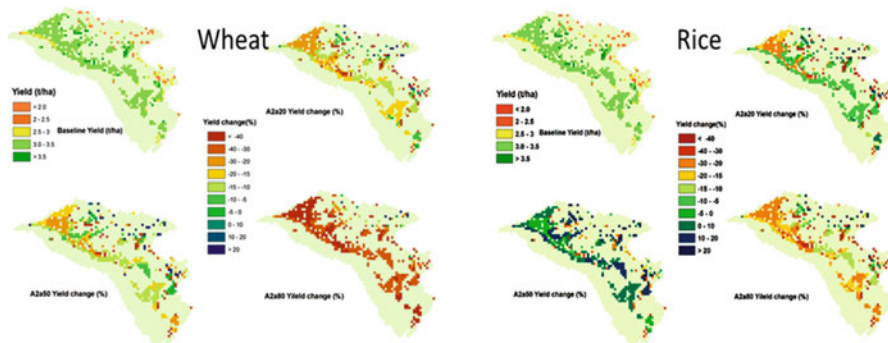 Wheat
Yield (t/ha)
< 2.0
2 - 2.5
2.5 - 3
3.0 - 3.5
> 3.5
Baseline Yield (t/ha)
A2a20 Yield change (%)
Yield change(%)
< -40
-40 - -30
-30 - -20
-20 - -15
-15 - -10
-10 - -5
-5 - 0
0 - 10
10 - 20
> 20
A2a50 Yield change (%)
A2a80 Yileld change (%)
Rice
Yield (t/ha)
< 2.0
2 - 2.5
2.5 - 3
3.0 - 3.5
> 3.5
Baseline Yield (t/ha)
A2a20 Yield change (%)
Yield change(%)
< -40
-40 - -30
-30 - -20
-20 - -15
-15 - -10
-10 - -5
-5 - 0
0 - 10
10 - 20
> 20
A2a50 Yield change (%)
A2a80 Yield change (%)